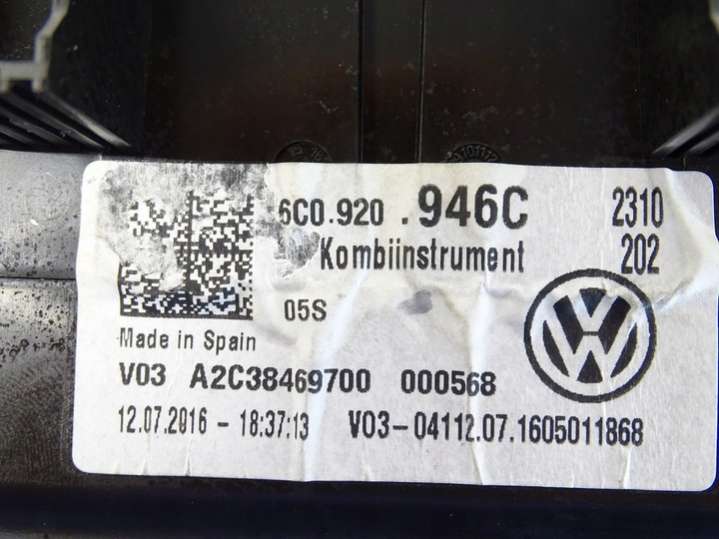 6C0.920 .946C 2310
Kombiinstrument 202
05S
Made in Spain
V03 A2C38469700 000568
12.07.2016 - 18:37:13 V03-04112.07.1605011868